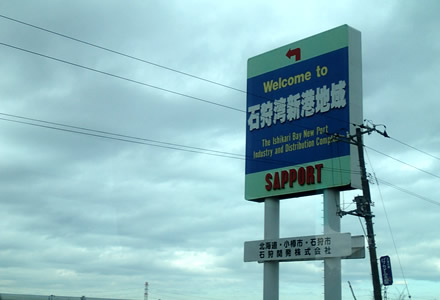 Welcome to
石狩湾新港地域
The Ishikari Bay New Port
Industry and Distribution Complex
SAPPORT
北海道・小樽市・石狩市
石狩開発株式会社